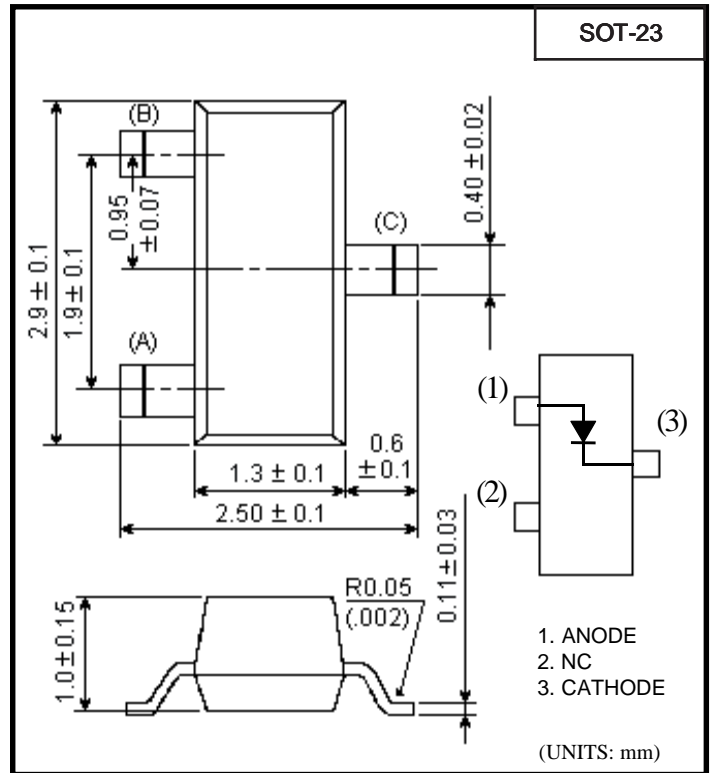 SOT-23
(B)
0.95
±0.07
2.9 ± 0.1
1.9 ± 0.1
(A)
(C)
0.40 ±0.02
1.3 ± 0.1
0.6
±0.1
2.50 ± 0.1
(1)
(2)
(3)
1.0±0.15
R0.05
(.002)
0.11±0.03
1. ANODE
2. NC
3. CATHODE
(UNITS: mm)